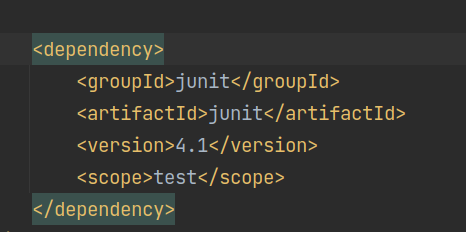 <dependency>
<groupId>junit</groupId>
<artifactId>junit</artifactId>
<version>4.1</version>
<scope>test</scope>
</dependency>